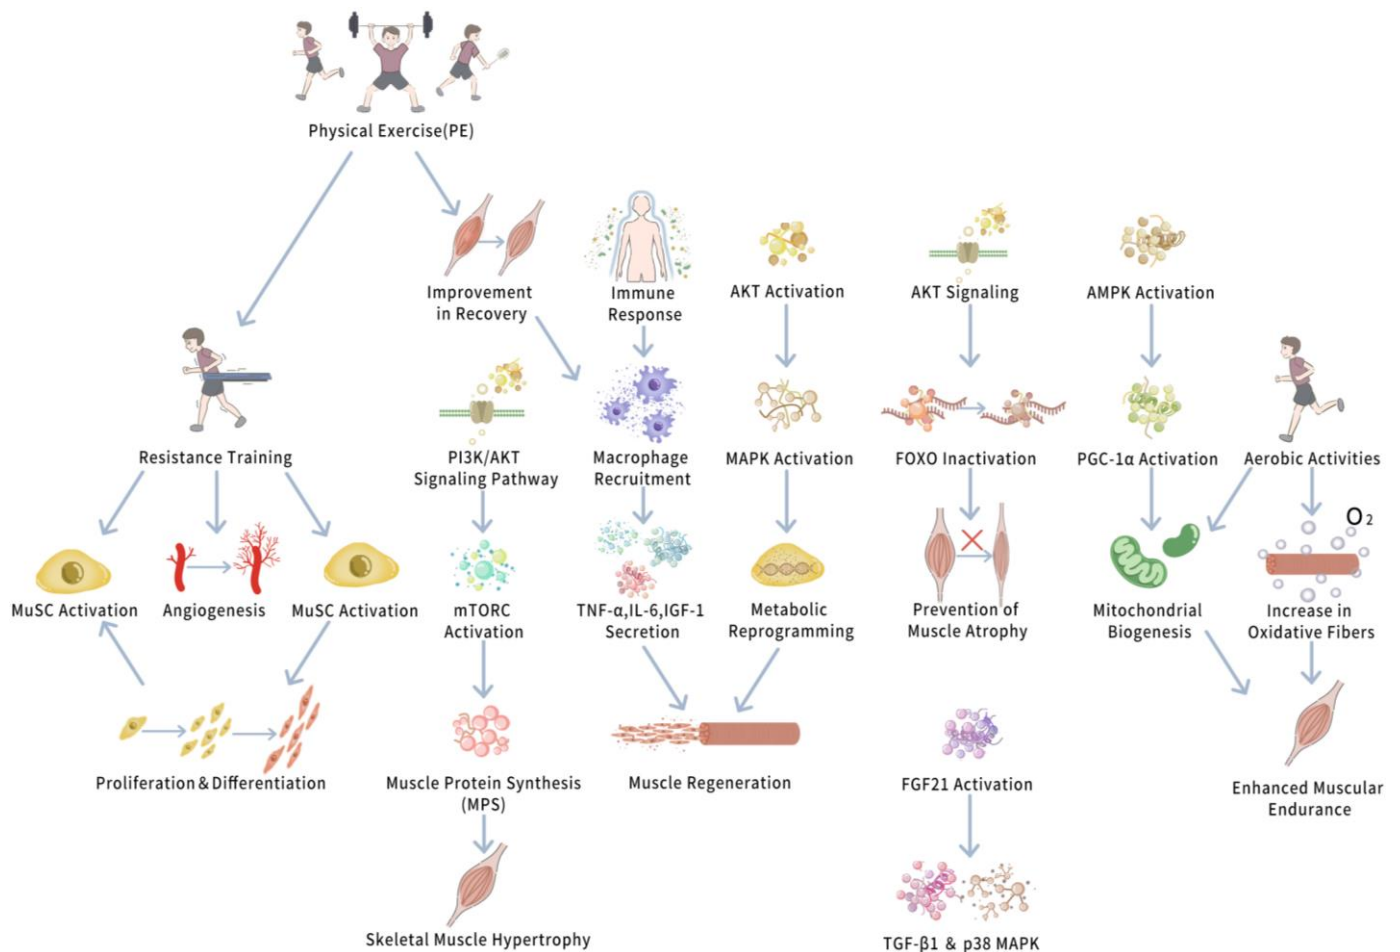 Physical Exercise(PE)
Improvement
in Recovery
Immune
Response
AKT Activation
AKT Signaling
AMPK Activation
Resistance Training
PI3K/AKT
Signaling Pathway
Macrophage
Recruitment
MAPK Activation
FOXO Inactivation
PGC-1α Activation
Aerobic Activities
O2
MuSC Activation
Angiogenesis
MuSC Activation
mTORC
Activation
TNF-α,IL-6,IGF-1
Secretion
Metabolic
Reprogramming
Prevention of
Muscle Atrophy
Mitochondrial
Biogenesis
Increase in
Oxidative Fibers
Proliferation & Differentiation
Muscle Protein Synthesis
(MPS)
Muscle Regeneration
FGF21 Activation
Enhanced Muscular
Endurance
Skeletal Muscle Hypertrophy
TGF-β1 & p38 MAPK